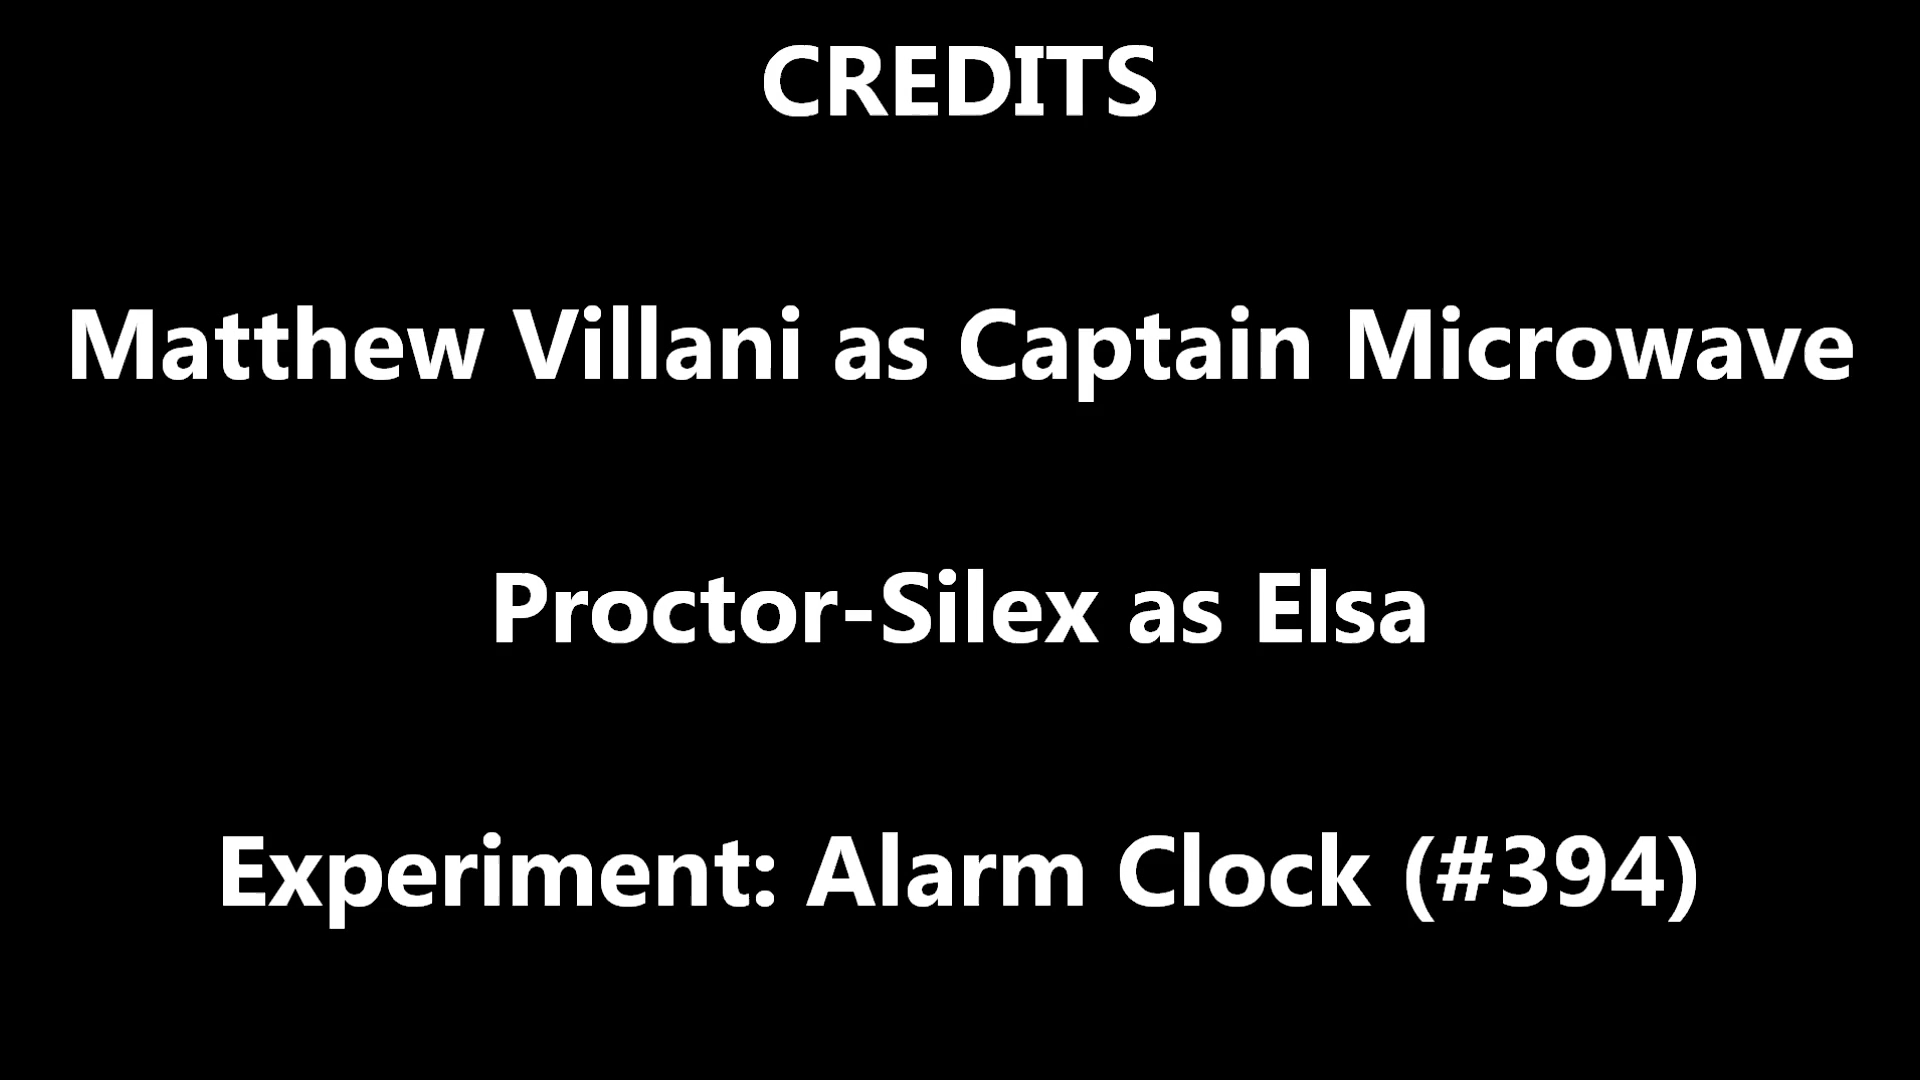 CREDITS
Matthew Villani as Captain Microwave
Proctor-Silex as Elsa
Experiment: Alarm Clock (#394)